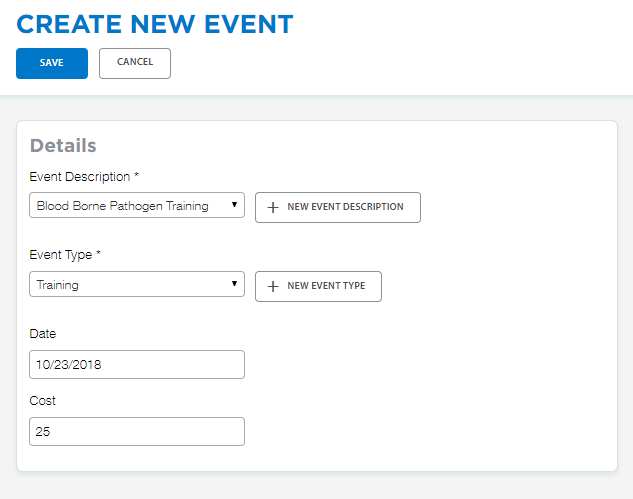 CREATE NEW EVENT
SAVE CANCEL
Details
Event Description *
Blood Borne Pathogen Training ▼ + NEW EVENT DESCRIPTION
Event Type *
Training ▼ + NEW EVENT TYPE
Date
10/23/2018
Cost
25